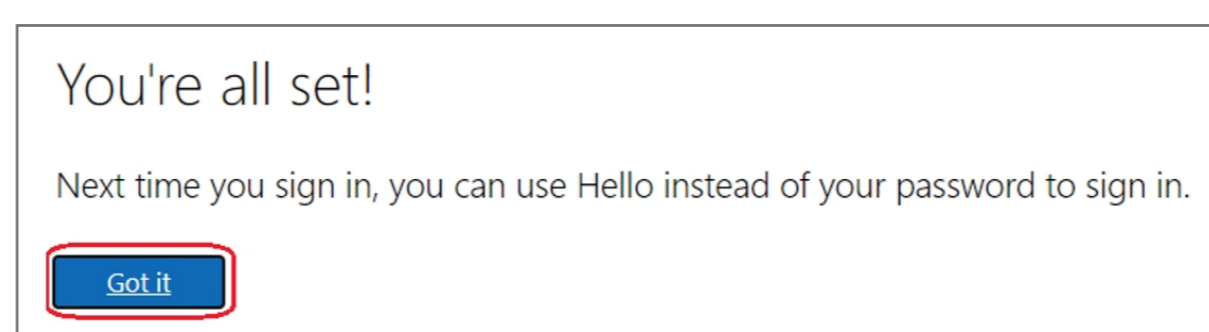 You're all set!
Next time you sign in, you can use Hello instead of your password to sign in.
Got it